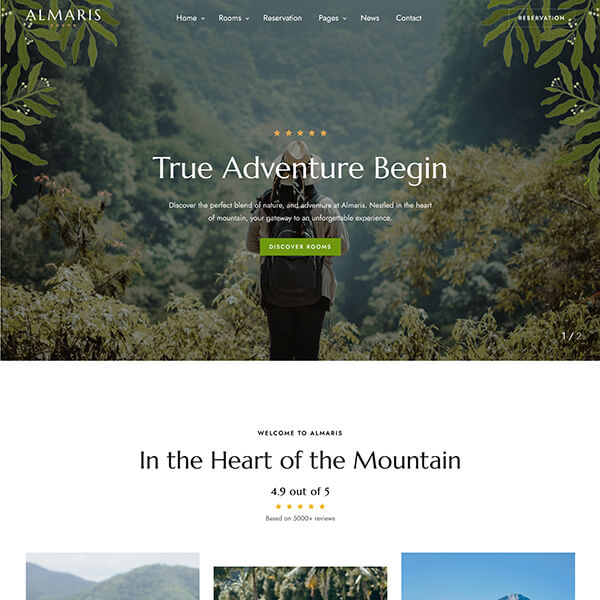 ALMARIS
Home Rooms Reservation Pages News Contact
RESERVATION
True Adventure Begin
Discover the perfect blend of nature, and adventure at Almaris. Nestled in the heart
of mountain, your gateway to an unforgettable experience.
DISCOVER ROOMS
1 / 2
WELCOME TO ALMARIS
In the Heart of the Mountain
4.9 out of 5
Based on 5000+ reviews